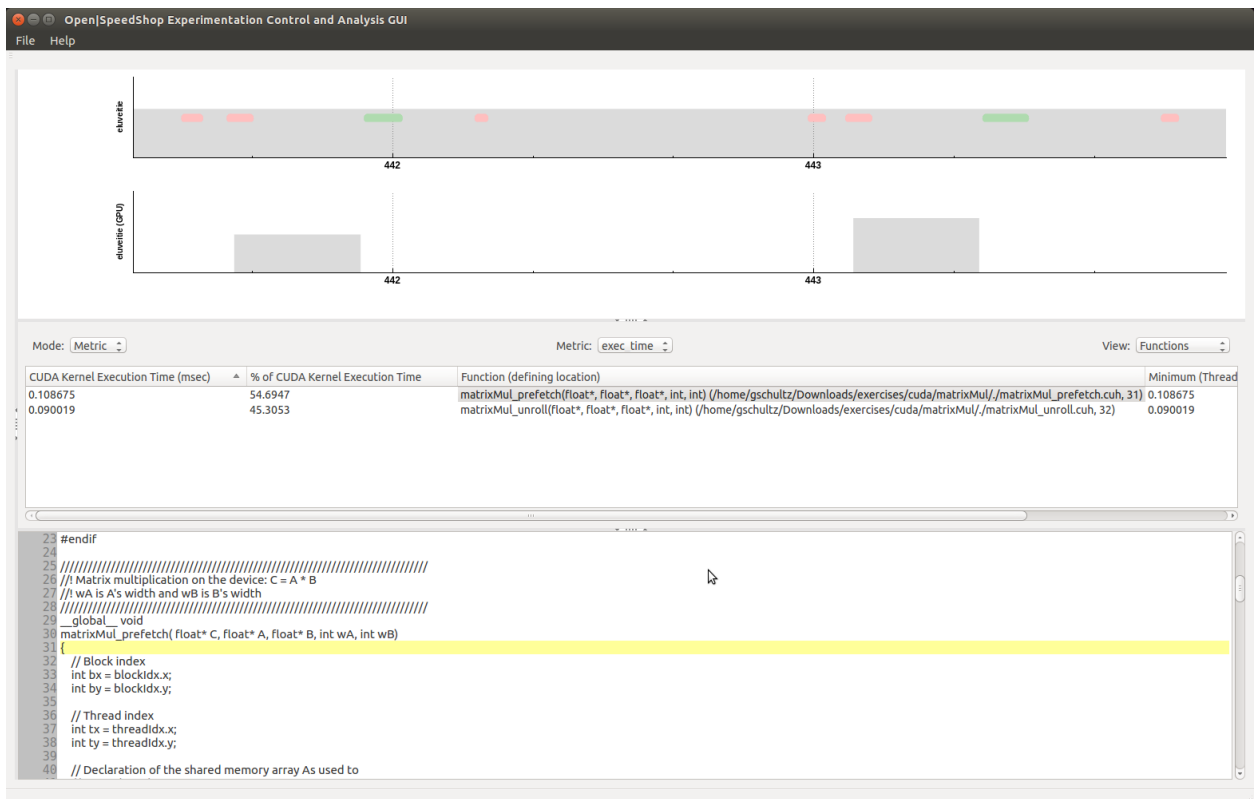 Open|SpeedShop Experimentation Control and Analysis GUI
File Help
eluveitie
442 443
eluveitie (GPU)
442 443
Mode: Metric Metric: exec_time View: Functions
CUDA Kernel Execution Time (msec) % of CUDA Kernel Execution Time Function (defining location) Minimum (Thread
0.108675 54.6947 matrixMul_prefetch(float*, float*, float*, int, int) (/home/gschultz/Downloads/exercises/cuda/matrixMul/./matrixMul_prefetch.cuh, 31) 0.108675
0.090019 45.3053 matrixMul_unroll(float*, float*, float*, int, int) (/home/gschultz/Downloads/exercises/cuda/matrixMul/./matrixMul_unroll.cuh, 32) 0.090019
23 #endif
24
25 ////////////////////////////////////////////////////////////////////////////////
26 //! Matrix multiplication on the device: C = A * B
27 //! wA is A's width and wB is B's width
28 ////////////////////////////////////////////////////////////////////////////////
29 __global__ void
30 matrixMul_prefetch( float* C, float* A, float* B, int wA, int wB)
31 {
32 // Block index
33 int bx = blockIdx.x;
34 int by = blockIdx.y;
35
36 // Thread index
37 int tx = threadIdx.x;
38 int ty = threadIdx.y;
39
40 // Declaration of the shared memory array As used to